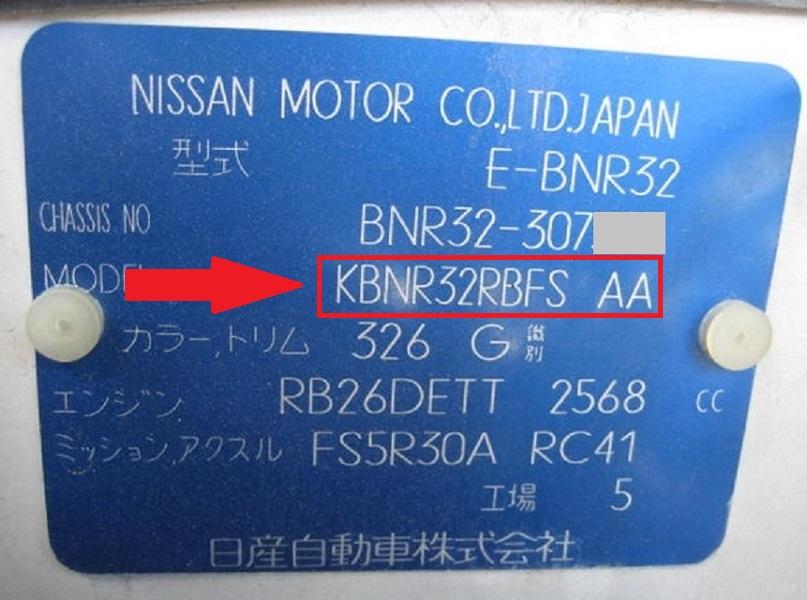 NISSAN MOTOR CO.,LTD.JAPAN
型式 E-BNR32
CHASSIS NO BNR32-307
MODEL KBNR32RBFS AA
カラー,トリム 326 G 識別
エンジン RB26DETT 2568 CC
ミッション,アクスル FS5R30A RC41
工場 5
日産自動車株式会社